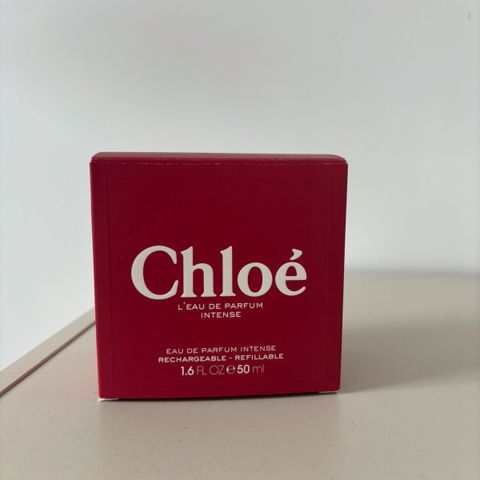 Chloé
L'EAU DE PARFUM
INTENSE
EAU DE PARFUM INTENSE
RECHARGEABLE - REFILLABLE
1.6 FL OZ ℮ 50 ml